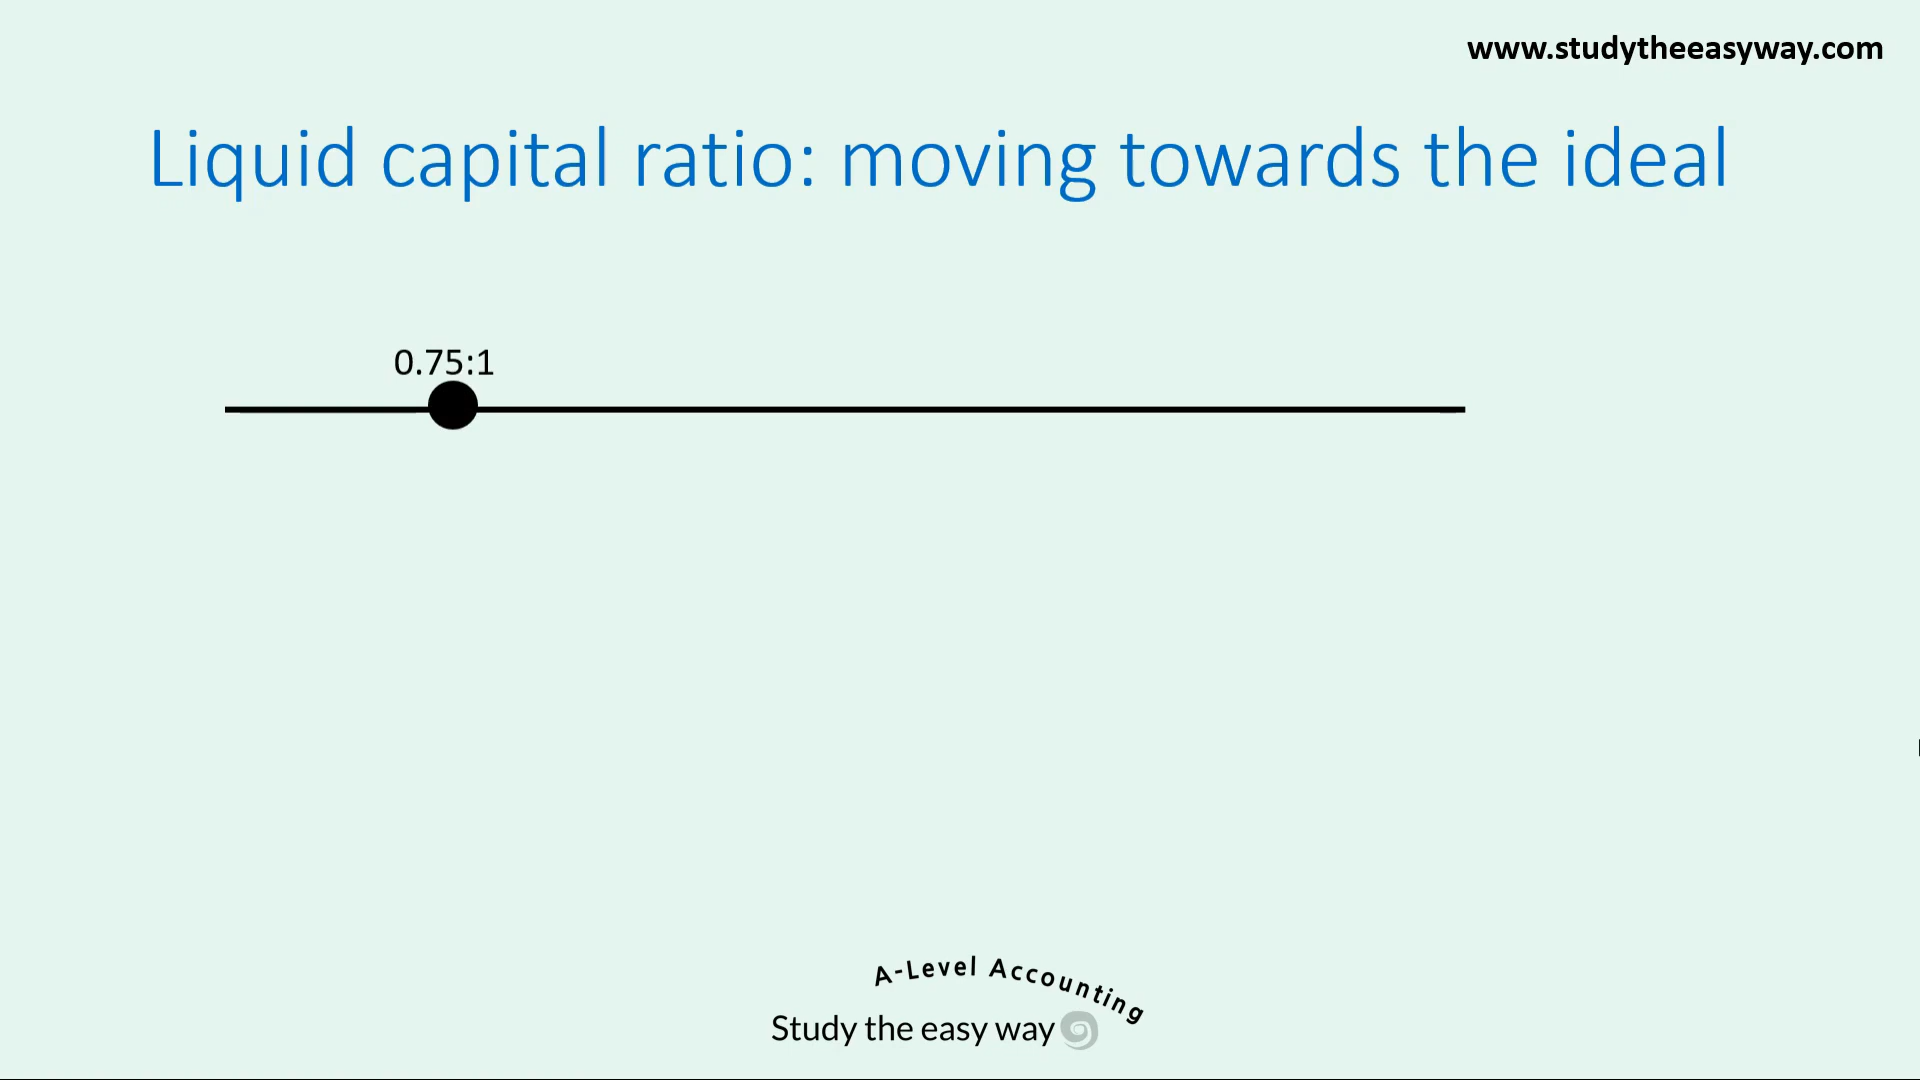 www.studytheeasyway.com
Liquid capital ratio: moving towards the ideal
0.75:1
A-Level Accounting
Study the easy way